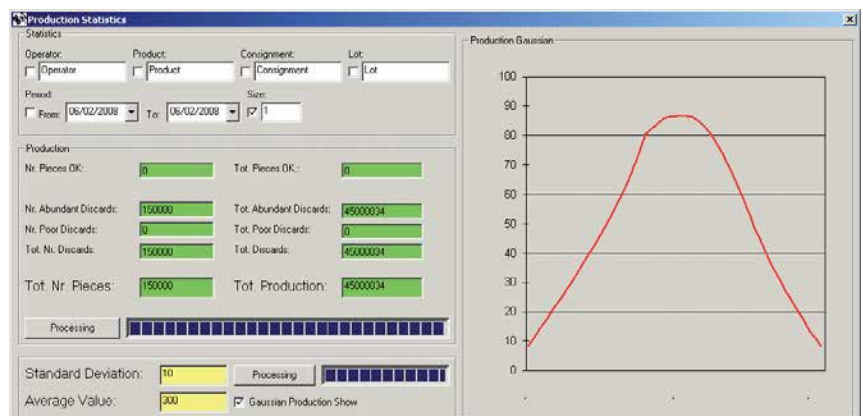 Production Statistics
Statistics
Operator: Product: Consignment: Lot:
Operator Product Consignment Lot
Period: Size:
From: 06/02/2008 To: 06/02/2008 1
Production
Nr. Pieces OK: 0 Tot. Pieces OK.: 0
Nr. Abundant Discards: 150000 Tot. Abundant Discards: 45000034
Nr. Poor Discards: 0 Tot. Poor Discards: 0
Tot. Nr. Discards: 150000 Tot. Discards: 45000034
Tot. Nr. Pieces: 150000 Tot. Production: 45000034
Processing
Standard Deviation: 10 Processing
Average Value: 300 Gaussian Production Show
Production Gaussian
100
90
80
70
60
50
40
30
20
10
0